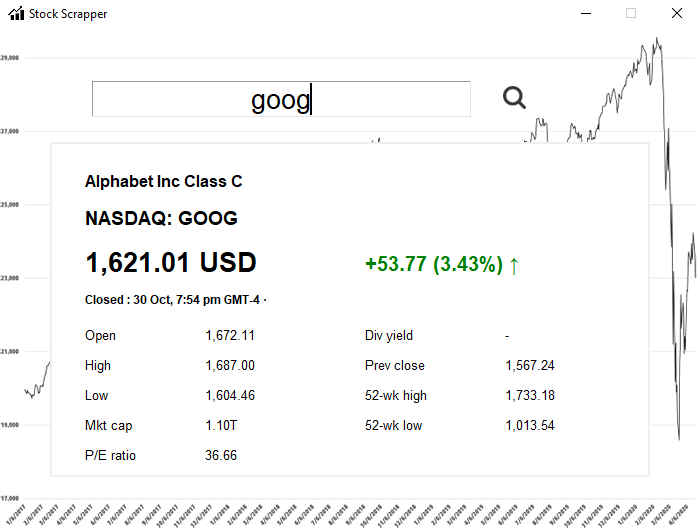 Stock Scrapper
goog
Alphabet Inc Class C
NASDAQ: GOOG
1,621.01 USD +53.77 (3.43%) ↑
Closed : 30 Oct, 7:54 pm GMT-4 ·
Open 1,672.11 Div yield -
High 1,687.00 Prev close 1,567.24
Low 1,604.46 52-wk high 1,733.18
Mkt cap 1.10T 52-wk low 1,013.54
P/E ratio 36.66
29,000
27,000
25,000
23,000
21,000
19,000
17,000